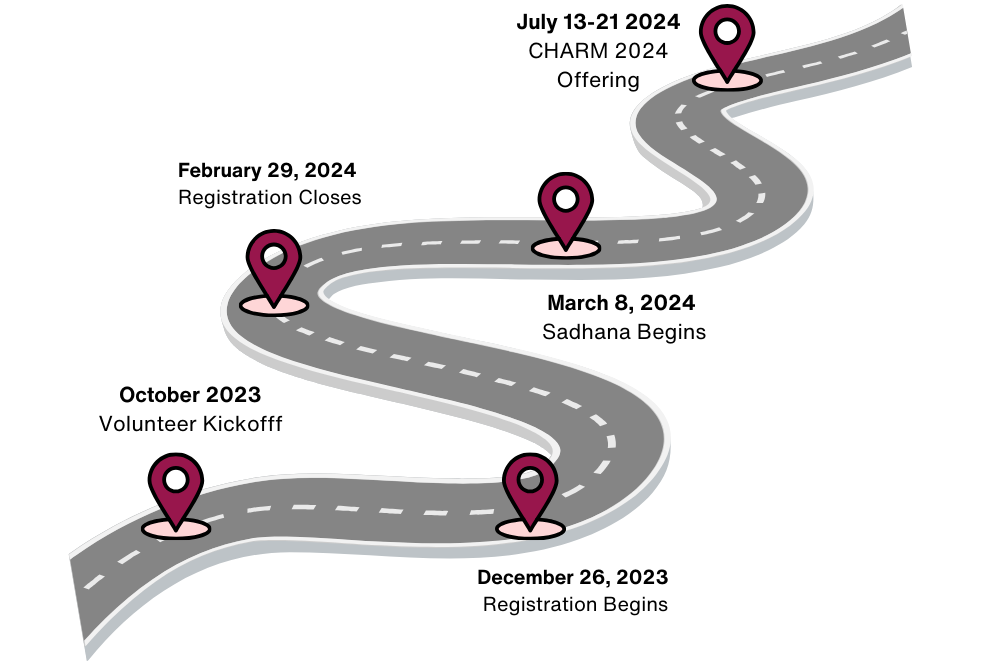 July 13-21 2024
CHARM 2024
Offering
February 29, 2024
Registration Closes
March 8, 2024
Sadhana Begins
October 2023
Volunteer Kickofff
December 26, 2023
Registration Begins